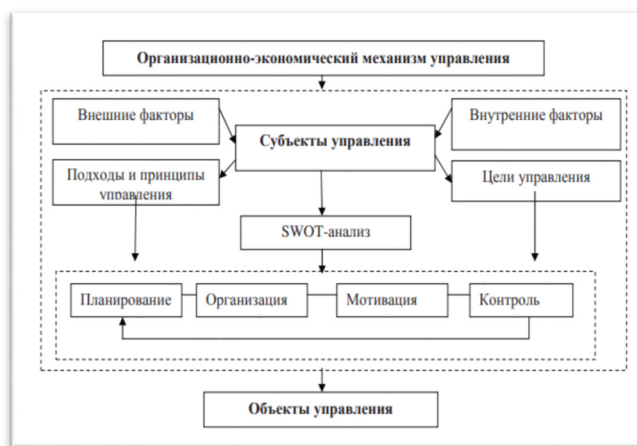 Организационно-экономический механизм управления
Внешние факторы
Внутренние факторы
Субъекты управления
Подходы и принципы
управления
Цели управления
SWOT-анализ
Планирование
Организация
Мотивация
Контроль
Объекты управления